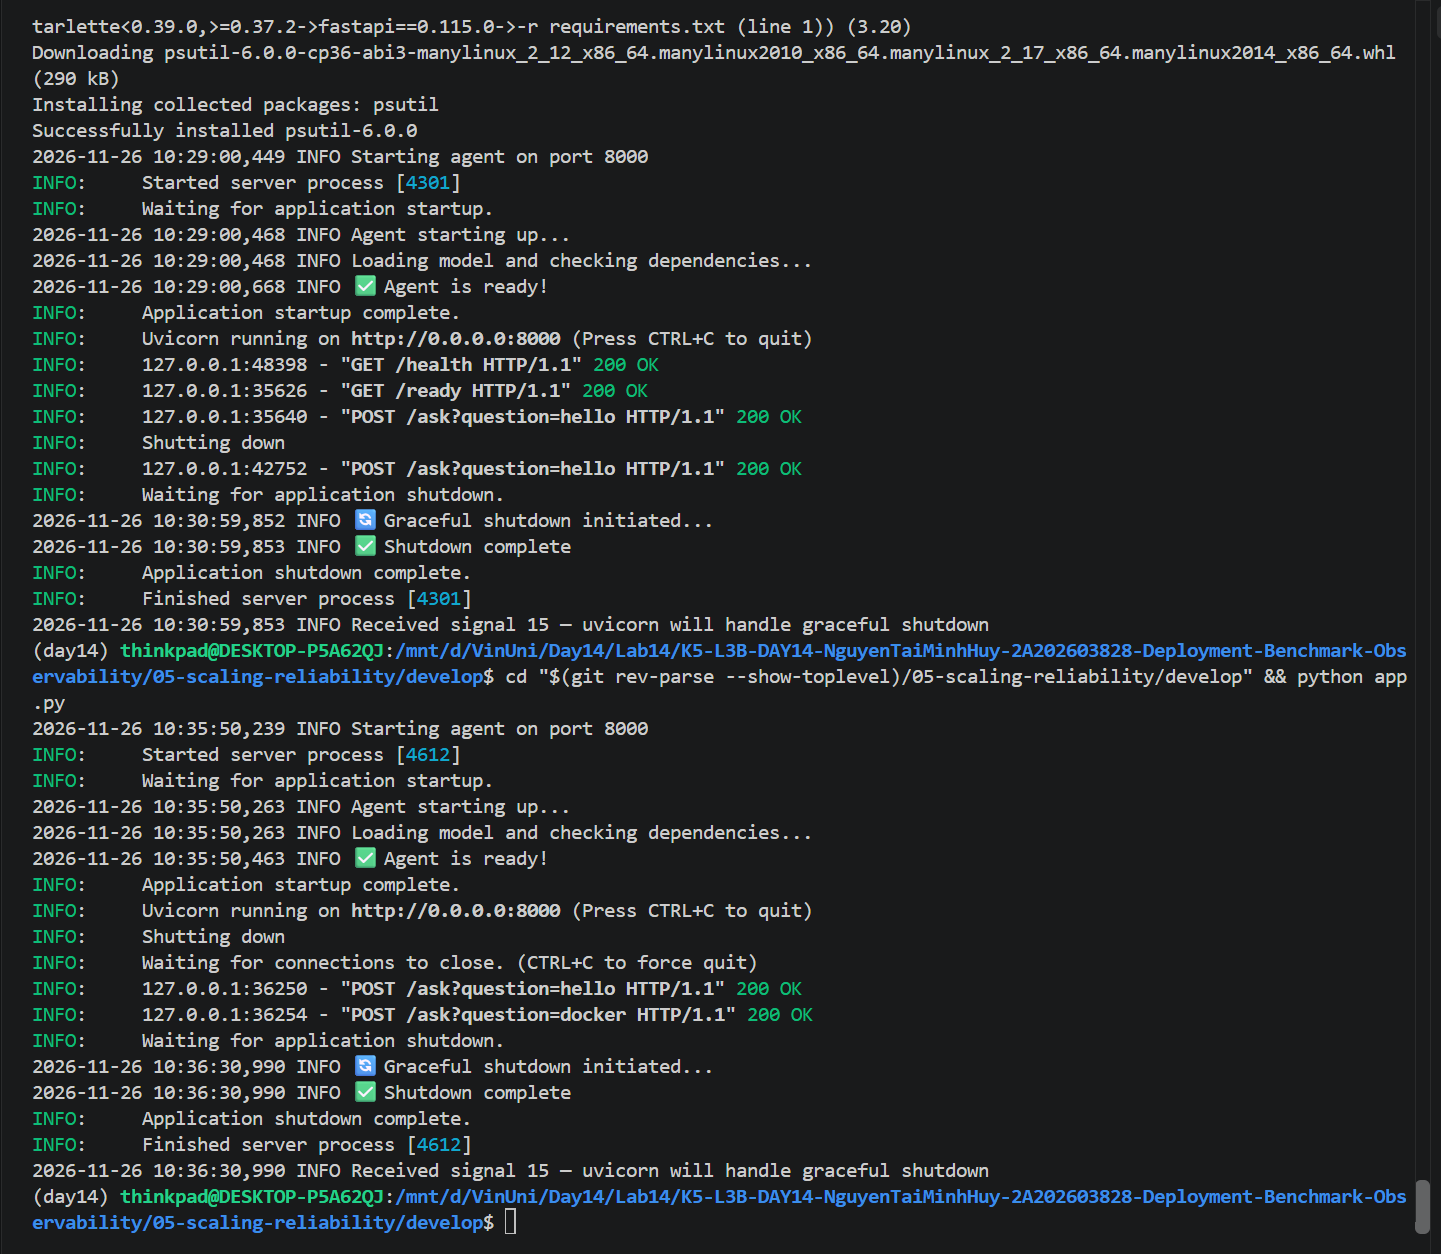 tarlette<0.39.0,>=0.37.2->fastapi==0.115.0->-r requirements.txt (line 1)) (3.20)
Downloading psutil-6.0.0-cp36-abi3-manylinux_2_12_x86_64.manylinux2010_x86_64.manylinux_2_17_x86_64.manylinux2014_x86_64.whl
(290 kB)
Installing collected packages: psutil
Successfully installed psutil-6.0.0
2026-11-26 10:29:00,449 INFO Starting agent on port 8000
INFO:     Started server process [4301]
INFO:     Waiting for application startup.
2026-11-26 10:29:00,468 INFO Agent starting up...
2026-11-26 10:29:00,468 INFO Loading model and checking dependencies...
2026-11-26 10:29:00,668 INFO ✅ Agent is ready!
INFO:     Application startup complete.
INFO:     Uvicorn running on http://0.0.0.0:8000 (Press CTRL+C to quit)
INFO:     127.0.0.1:48398 - "GET /health HTTP/1.1" 200 OK
INFO:     127.0.0.1:35626 - "GET /ready HTTP/1.1" 200 OK
INFO:     127.0.0.1:35640 - "POST /ask?question=hello HTTP/1.1" 200 OK
INFO:     Shutting down
INFO:     127.0.0.1:42752 - "POST /ask?question=hello HTTP/1.1" 200 OK
INFO:     Waiting for application shutdown.
2026-11-26 10:30:59,852 INFO 🔄 Graceful shutdown initiated...
2026-11-26 10:30:59,853 INFO ✅ Shutdown complete
INFO:     Application shutdown complete.
INFO:     Finished server process [4301]
2026-11-26 10:30:59,853 INFO Received signal 15 — uvicorn will handle graceful shutdown
(day14) thinkpad@DESKTOP-P5A62QJ:/mnt/d/VinUni/Day14/Lab14/K5-L3B-DAY14-NguyenTaiMinhHuy-2A202603828-Deployment-Benchmark-Obs
ervability/05-scaling-reliability/develop$ cd "$(git rev-parse --show-toplevel)/05-scaling-reliability/develop" && python app
.py
2026-11-26 10:35:50,239 INFO Starting agent on port 8000
INFO:     Started server process [4612]
INFO:     Waiting for application startup.
2026-11-26 10:35:50,263 INFO Agent starting up...
2026-11-26 10:35:50,263 INFO Loading model and checking dependencies...
2026-11-26 10:35:50,463 INFO ✅ Agent is ready!
INFO:     Application startup complete.
INFO:     Uvicorn running on http://0.0.0.0:8000 (Press CTRL+C to quit)
INFO:     Shutting down
INFO:     Waiting for connections to close. (CTRL+C to force quit)
INFO:     127.0.0.1:36250 - "POST /ask?question=hello HTTP/1.1" 200 OK
INFO:     127.0.0.1:36254 - "POST /ask?question=docker HTTP/1.1" 200 OK
INFO:     Waiting for application shutdown.
2026-11-26 10:36:30,990 INFO 🔄 Graceful shutdown initiated...
2026-11-26 10:36:30,990 INFO ✅ Shutdown complete
INFO:     Application shutdown complete.
INFO:     Finished server process [4612]
2026-11-26 10:36:30,990 INFO Received signal 15 — uvicorn will handle graceful shutdown
(day14) thinkpad@DESKTOP-P5A62QJ:/mnt/d/VinUni/Day14/Lab14/K5-L3B-DAY14-NguyenTaiMinhHuy-2A202603828-Deployment-Benchmark-Obs
ervability/05-scaling-reliability/develop$